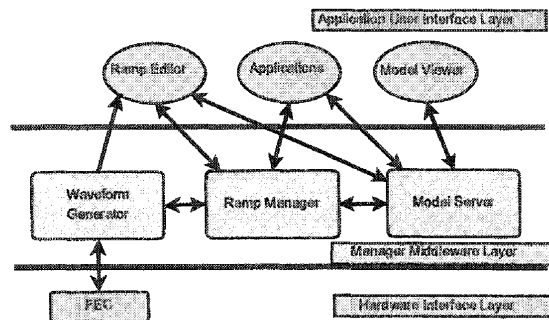 Application User Interface Layer
Ramp Editor
Applications
Model Viewer
Waveform
Generator
Ramp Manager
Model Server
Manager Middleware Layer
FEC
Hardware Interface Layer